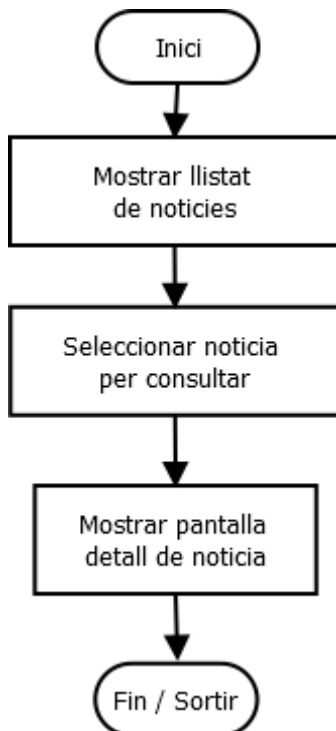 Inici
Mostrar llistat
de noticies
Seleccionar noticia
per consultar
Mostrar pantalla
detall de noticia
Fin / Sortir